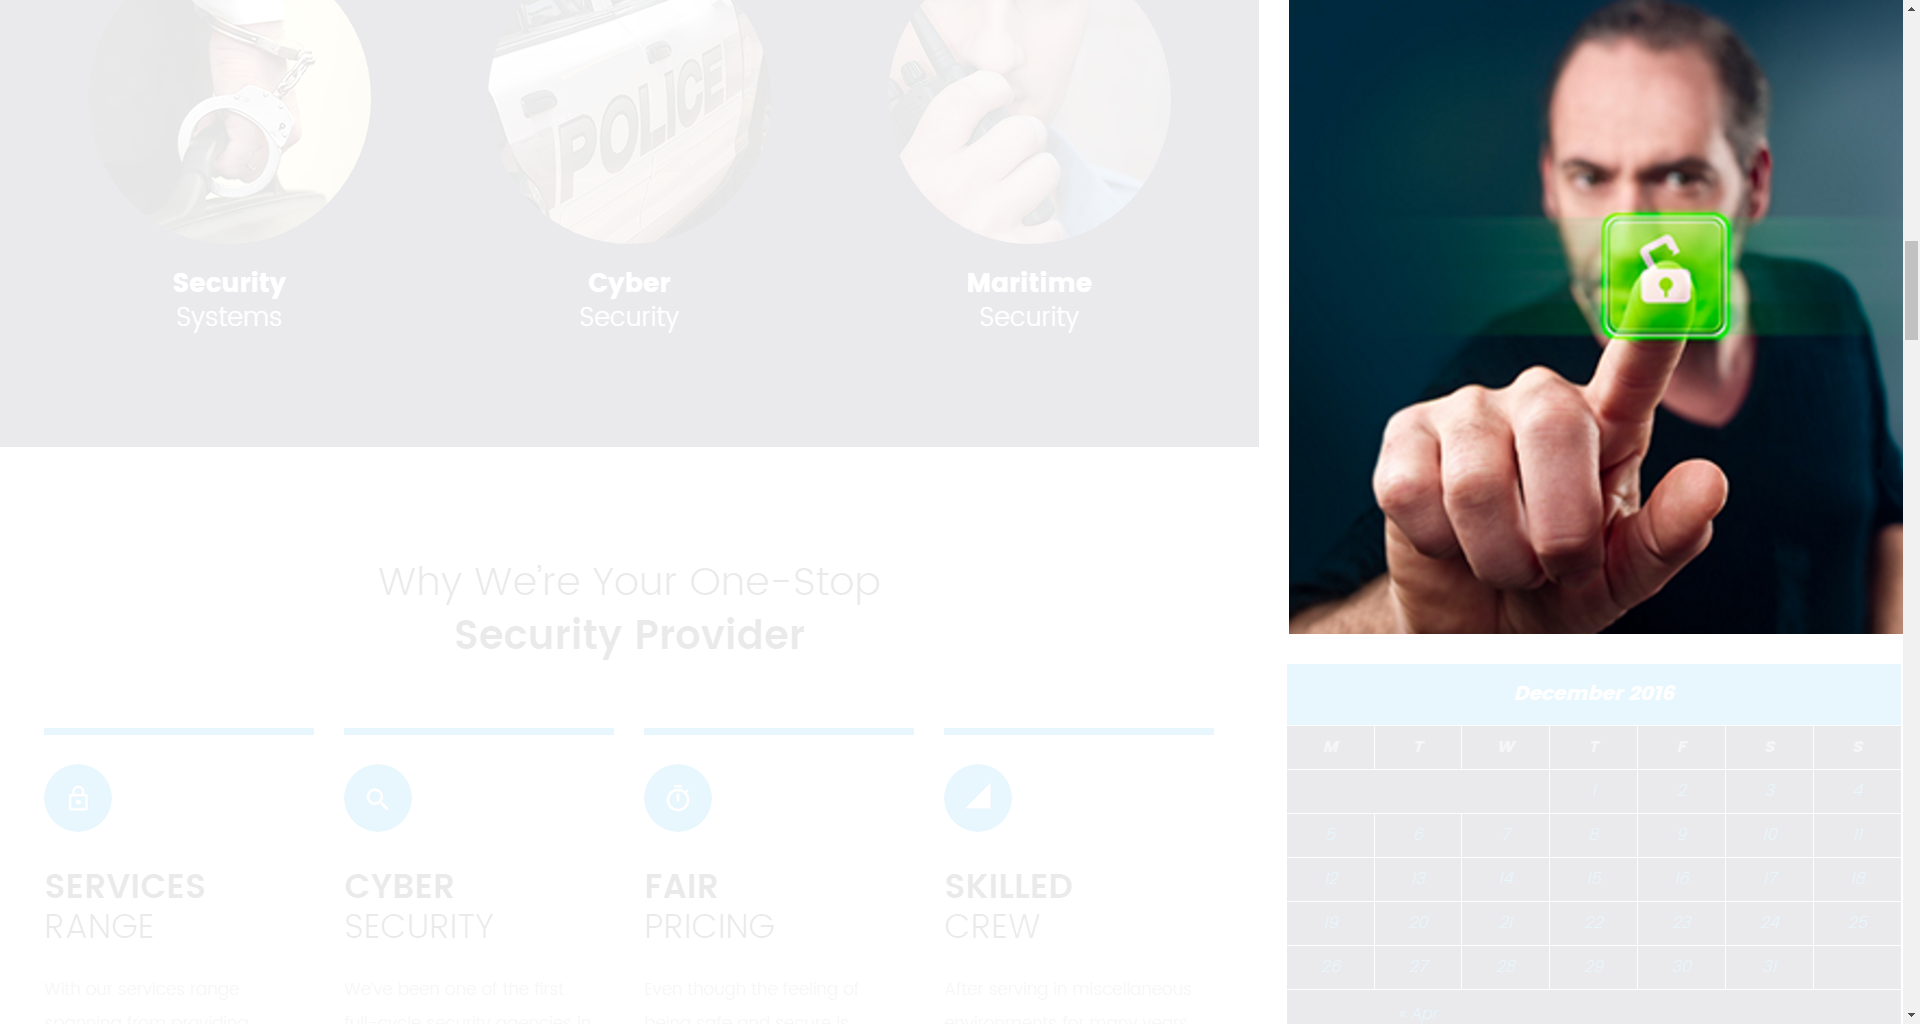 POLICE
Security
Systems
Cyber
Security
Maritime
Security
Why We’re Your One-Stop
Security Provider
SERVICES
RANGE
With our services range
spanning from providing
CYBER
SECURITY
We've been one of the first
full-cycle security agencies in
FAIR
PRICING
Even though the feeling of
being safe and secure is
SKILLED
CREW
After serving in miscellaneous
environments for many years
December 2016
M T W T F S S
1 2 3 4
5 6 7 8 9 10 11
12 13 14 15 16 17 18
19 20 21 22 23 24 25
26 27 28 29 30 31
« Apr